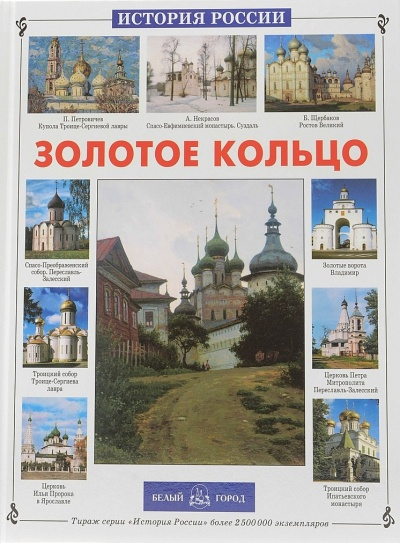 ИСТОРИЯ РОССИИ
П. Петровичев
Купола Троице-Сергиевой лавры
А. Некрасов
Спасо-Евфимиевский монастырь. Суздаль
Б. Щербаков
Ростов Великий
ЗОЛОТОЕ КОЛЬЦО
Спасо-Преображенский
собор. Переславль-
Залесский
Золотые ворота
Владимир
Троицкий собор
Троице-Сергиева
лавра
Церковь Петра
Митрополита
Переславль-Залесский
Церковь
Ильи Пророка
в Ярославле
Троицкий собор
Ипатьевского
монастыря
БЕЛЫЙ ГОРОД
Тираж серии «История России» более 2 500 000 экземпляров